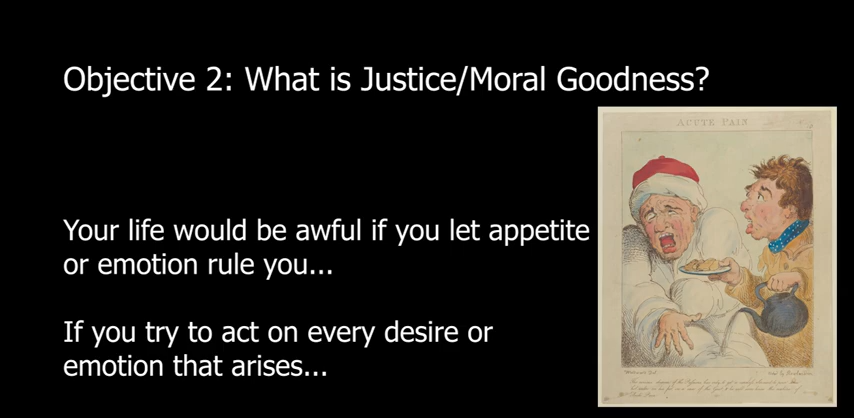 Objective 2: What is Justice/Moral Goodness?
ACUTE PAIN
Your life would be awful if you let appetite
or emotion rule you...
If you try to act on every desire or
emotion that arises...